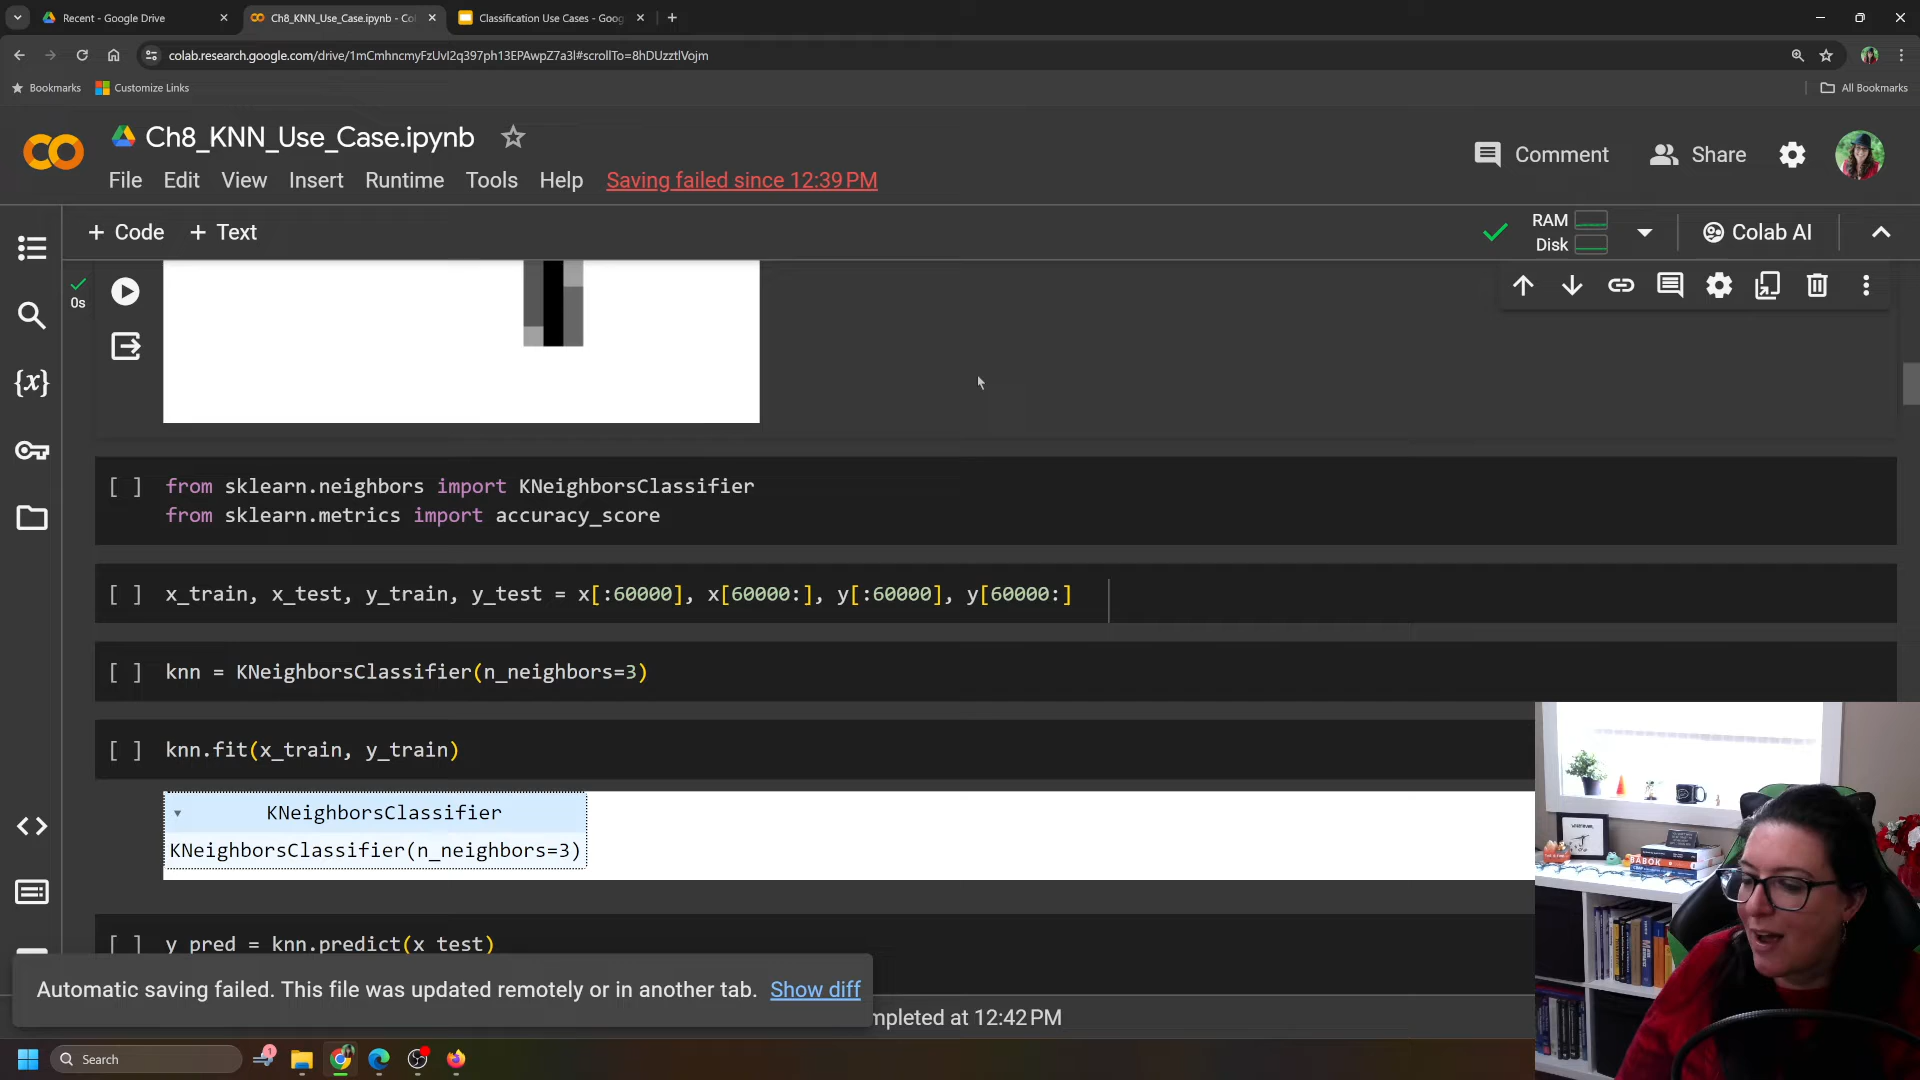 Recent - Google Drive
Ch8_KNN_Use_Case.ipynb - Co
Classification Use Cases - Goog
colab.research.google.com/drive/1mCmhncmyFzUvI2q397ph13EPAwpZ7a3l#scrollTo=8hDUzztlVojm
Bookmarks
Customize Links
All Bookmarks
Ch8_KNN_Use_Case.ipynb
Comment
Share
File Edit View Insert Runtime Tools Help Saving failed since 12:39 PM
+ Code + Text
RAM
Disk
Colab AI
0s
{x}
[ ] from sklearn.neighbors import KNeighborsClassifier
from sklearn.metrics import accuracy_score
[ ] x_train, x_test, y_train, y_test = x[:60000], x[60000:], y[:60000], y[60000:]
[ ] knn = KNeighborsClassifier(n_neighbors=3)
[ ] knn.fit(x_train, y_train)
KNeighborsClassifier
KNeighborsClassifier(n_neighbors=3)
[ ] y_pred = knn.predict(x_test)
Automatic saving failed. This file was updated remotely or in another tab. Show diff
mpleted at 12:42 PM
Search
1
BABOK